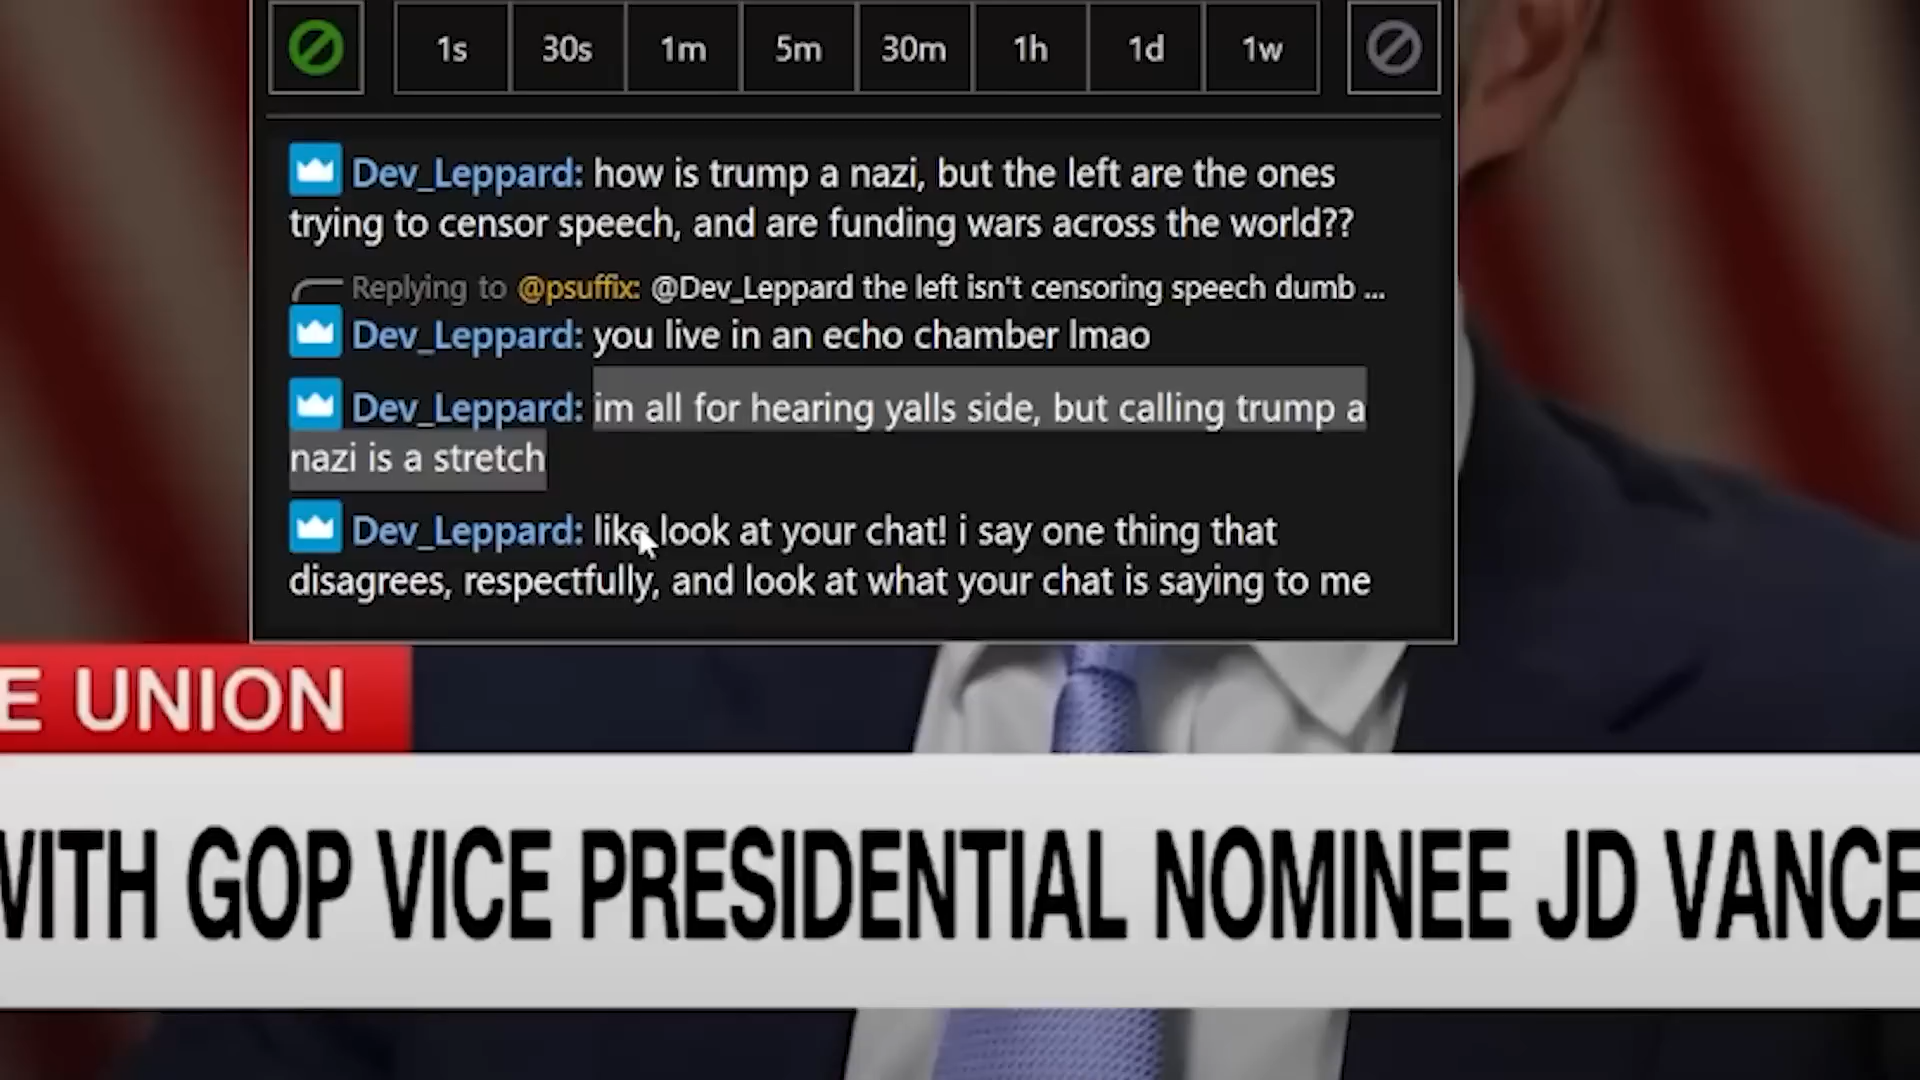 1s 30s 1m 5m 30m 1h 1d 1w
Dev_Leppard: how is trump a nazi, but the left are the ones
trying to censor speech, and are funding wars across the world??
Replying to @psuffix: @Dev_Leppard the left isn't censoring speech dumb ...
Dev_Leppard: you live in an echo chamber lmao
Dev_Leppard: im all for hearing yalls side, but calling trump a
nazi is a stretch
Dev_Leppard: like look at your chat! i say one thing that
disagrees, respectfully, and look at what your chat is saying to me
E UNION
WITH GOP VICE PRESIDENTIAL NOMINEE JD VANCE